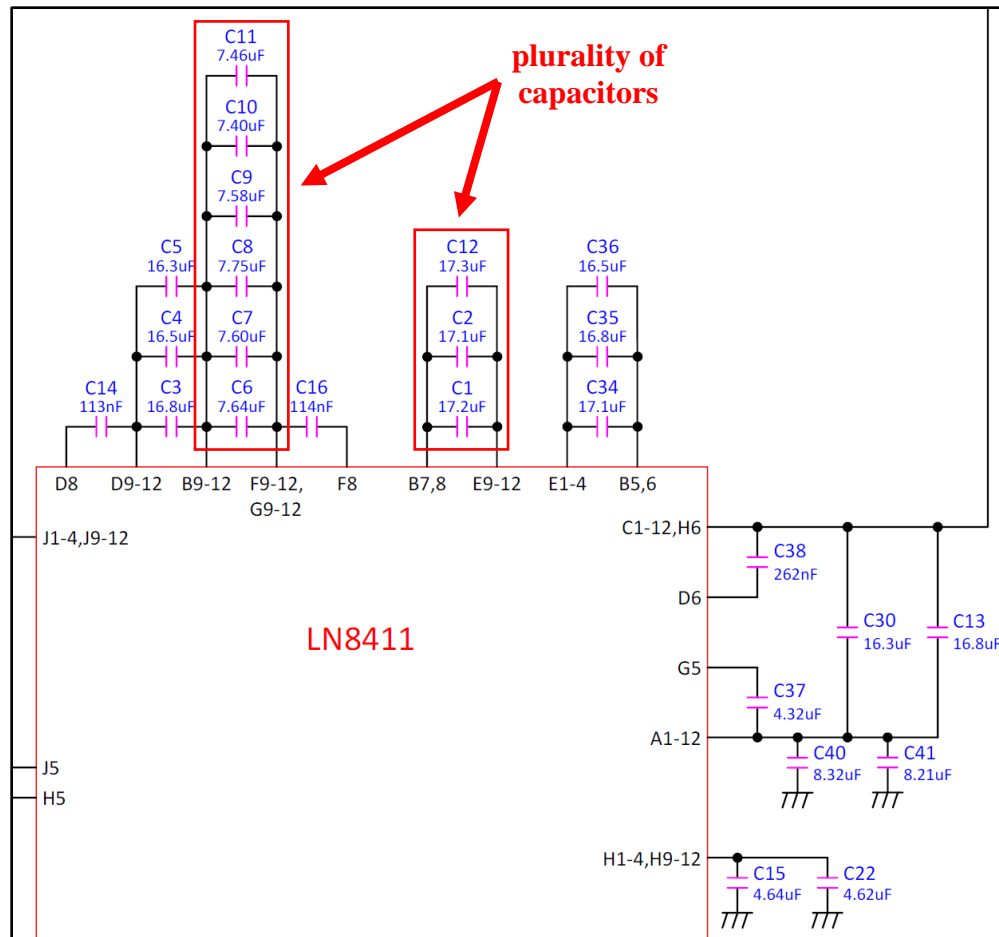 C11
7.46uF
plurality of
capacitors
C10
7.40uF
C9
7.58uF
C5
16.3uF
C8
7.75uF
C12
17.3uF
C36
16.5uF
C4
16.5uF
C7
7.60uF
C2
17.1uF
C35
16.8uF
C14
113nF
C3
16.8uF
C6
7.64uF
C16
114nF
C1
17.2uF
C34
17.1uF
D8
D9-12
B9-12
F9-12,
G9-12
F8
B7,8
E9-12
E1-4
B5,6
J1-4,J9-12
C1-12,H6
C38
262nF
D6
LN8411
C30
16.3uF
C13
16.8uF
G5
C37
4.32uF
A1-12
C40
8.32uF
C41
8.21uF
J5
H5
H1-4,H9-12
C15
4.64uF
C22
4.62uF